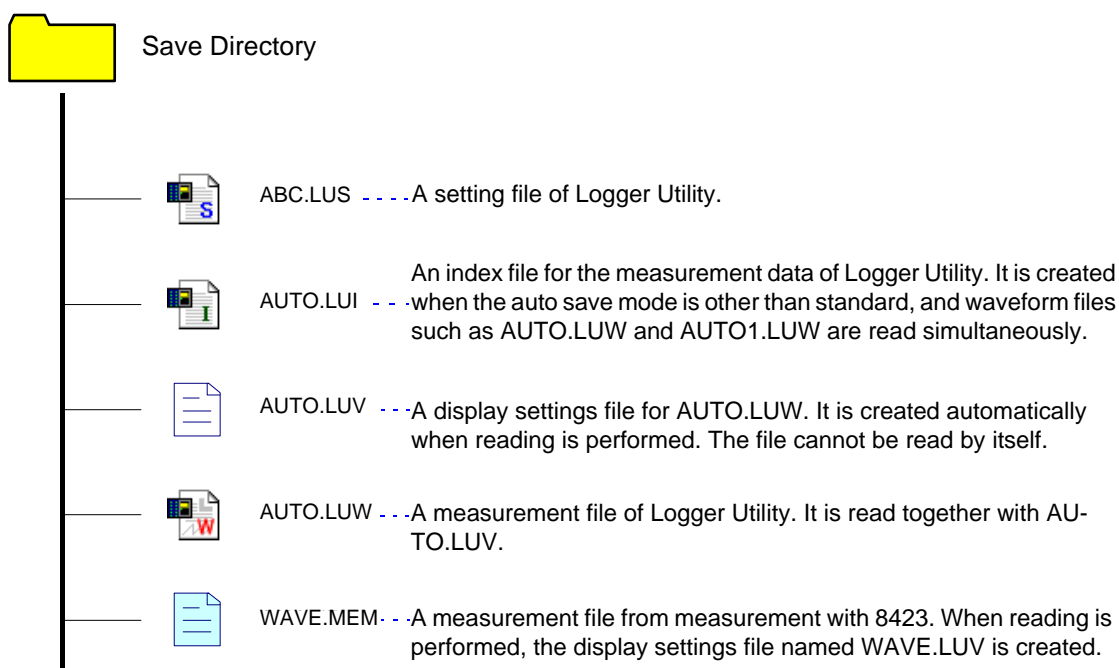 Save Directory
S
ABC.LUS
A setting file of Logger Utility.
I
AUTO.LUI
An index file for the measurement data of Logger Utility. It is created
when the auto save mode is other than standard, and waveform files
such as AUTO.LUW and AUTO1.LUW are read simultaneously.
AUTO.LUV
A display settings file for AUTO.LUW. It is created automatically
when reading is performed. The file cannot be read by itself.
W
AUTO.LUW
A measurement file of Logger Utility. It is read together with AU-
TO.LUV.
WAVE.MEM
A measurement file from measurement with 8423. When reading is
performed, the display settings file named WAVE.LUV is created.